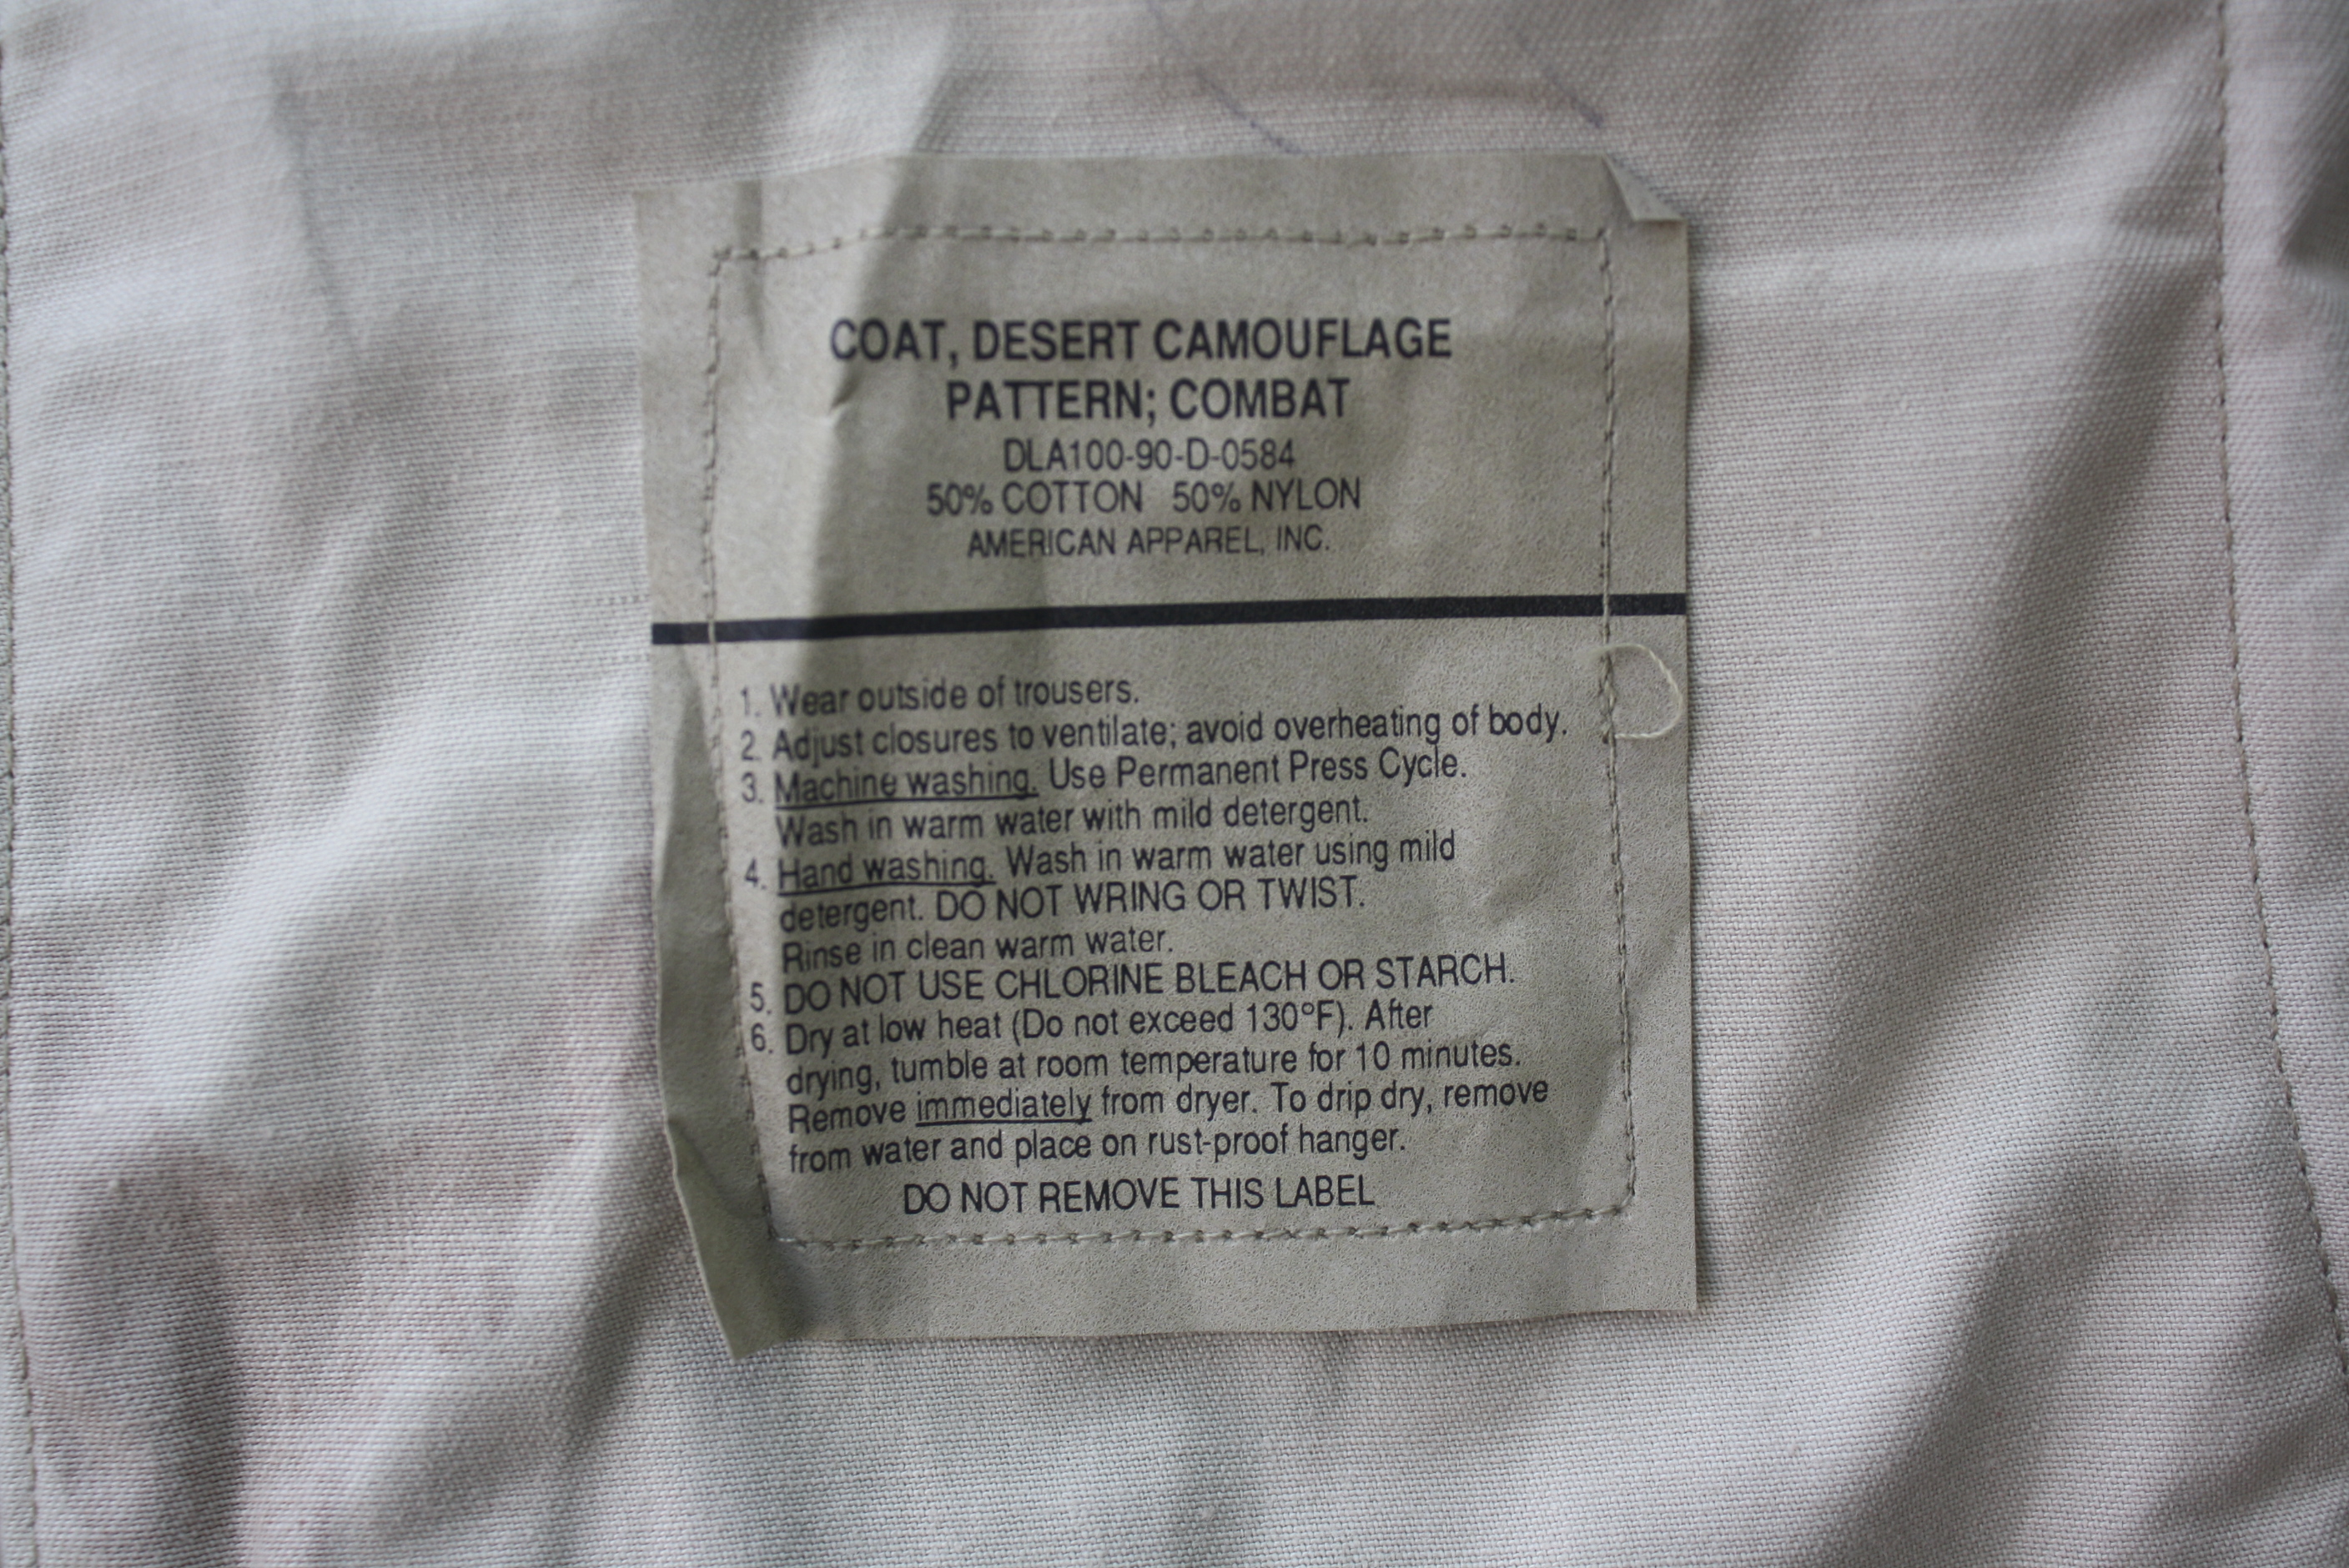 COAT, DESERT CAMOUFLAGE
PATTERN; COMBAT
DLA100-90-D-0584
50% COTTON 50% NYLON
AMERICAN APPAREL, INC.
1. Wear outside of trousers.
2. Adjust closures to ventilate; avoid overheating of body.
3. Machine washing. Use Permanent Press Cycle.
Wash in warm water with mild detergent.
4. Hand washing. Wash in warm water using mild
detergent. DO NOT WRING OR TWIST.
Rinse in clean warm water.
5. DO NOT USE CHLORINE BLEACH OR STARCH.
6. Dry at low heat (Do not exceed 130°F). After
drying, tumble at room temperature for 10 minutes.
Remove immediately from dryer. To drip dry, remove
from water and place on rust-proof hanger.
DO NOT REMOVE THIS LABEL